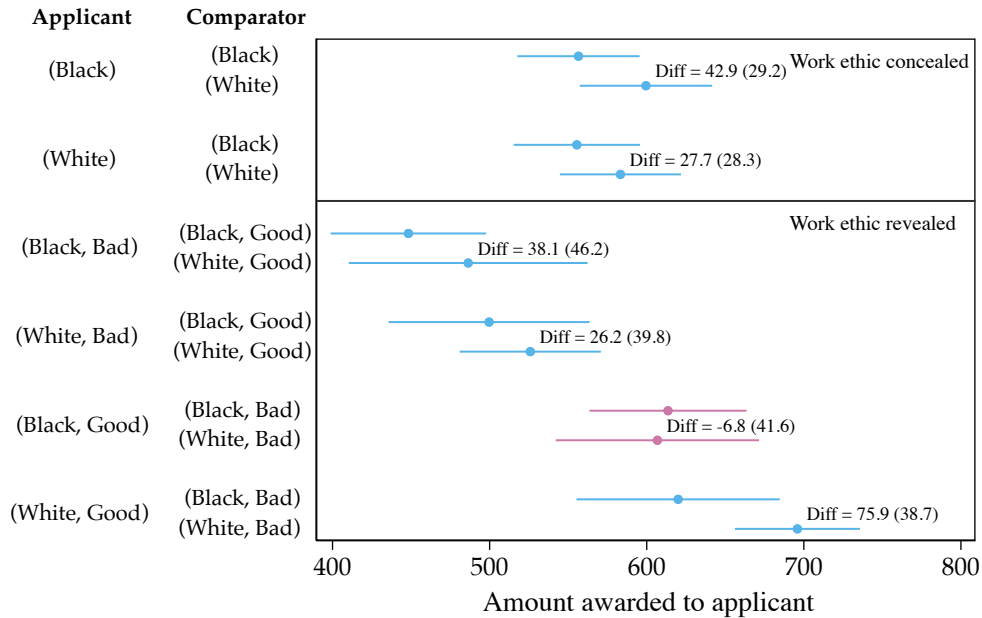 Applicant Comparator
(Black) (Black)
(White)
Diff = 42.9 (29.2)
Work ethic concealed
(White) (Black)
(White)
Diff = 27.7 (28.3)
Work ethic revealed
(Black, Bad) (Black, Good)
(White, Good)
Diff = 38.1 (46.2)
(White, Bad) (Black, Good)
(White, Good)
Diff = 26.2 (39.8)
(Black, Good) (Black, Bad)
(White, Bad)
Diff = -6.8 (41.6)
(White, Good) (Black, Bad)
(White, Bad)
Diff = 75.9 (38.7)
400 500 600 700 800
Amount awarded to applicant